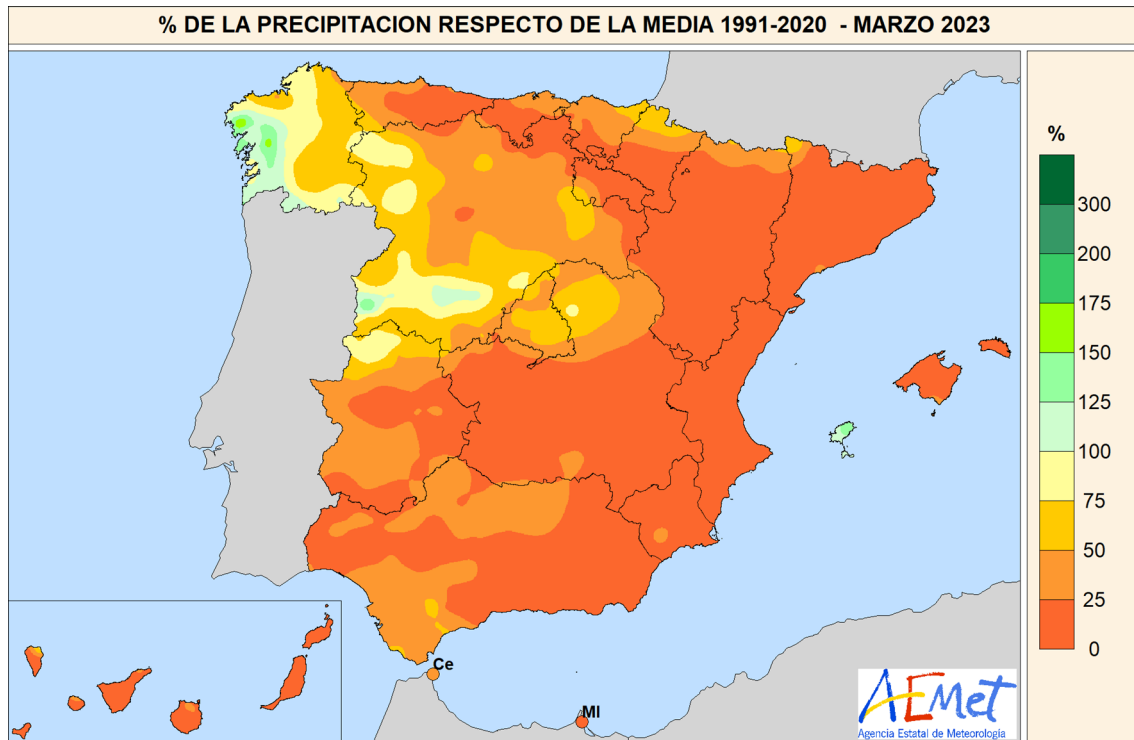 % DE LA PRECIPITACION RESPECTO DE LA MEDIA 1991-2020 - MARZO 2023
%
300
200
175
150
125
100
75
50
25
0
Ce
Ml
AEMet
Agencia Estatal de Meteorología